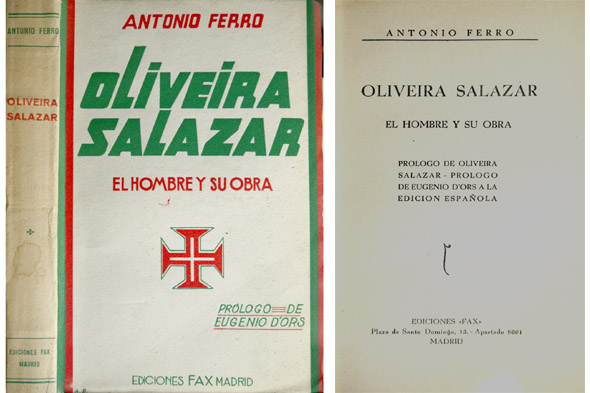 ANTONIO FERRO
OLIVEIRA
SALAZAR
EDICIONES FAX
MADRID
ANTONIO FERRO
OLIVEIRA
SALAZAR
EL HOMBRE Y SU OBRA
PRÓLOGO DE
EUGENIO D'ORS
EDICIONES FAX MADRID
ANTONIO FERRO
OLIVEIRA SALAZAR
EL HOMBRE Y SU OBRA
PROLOGO DE OLIVEIRA
SALAZAR - PROLOGO
DE EUGENIO D'ORS A LA
EDICION ESPAÑOLA
EDICIONES «FAX»
Plaza de Santo Domingo, 13.- Apartado 8001
MADRID